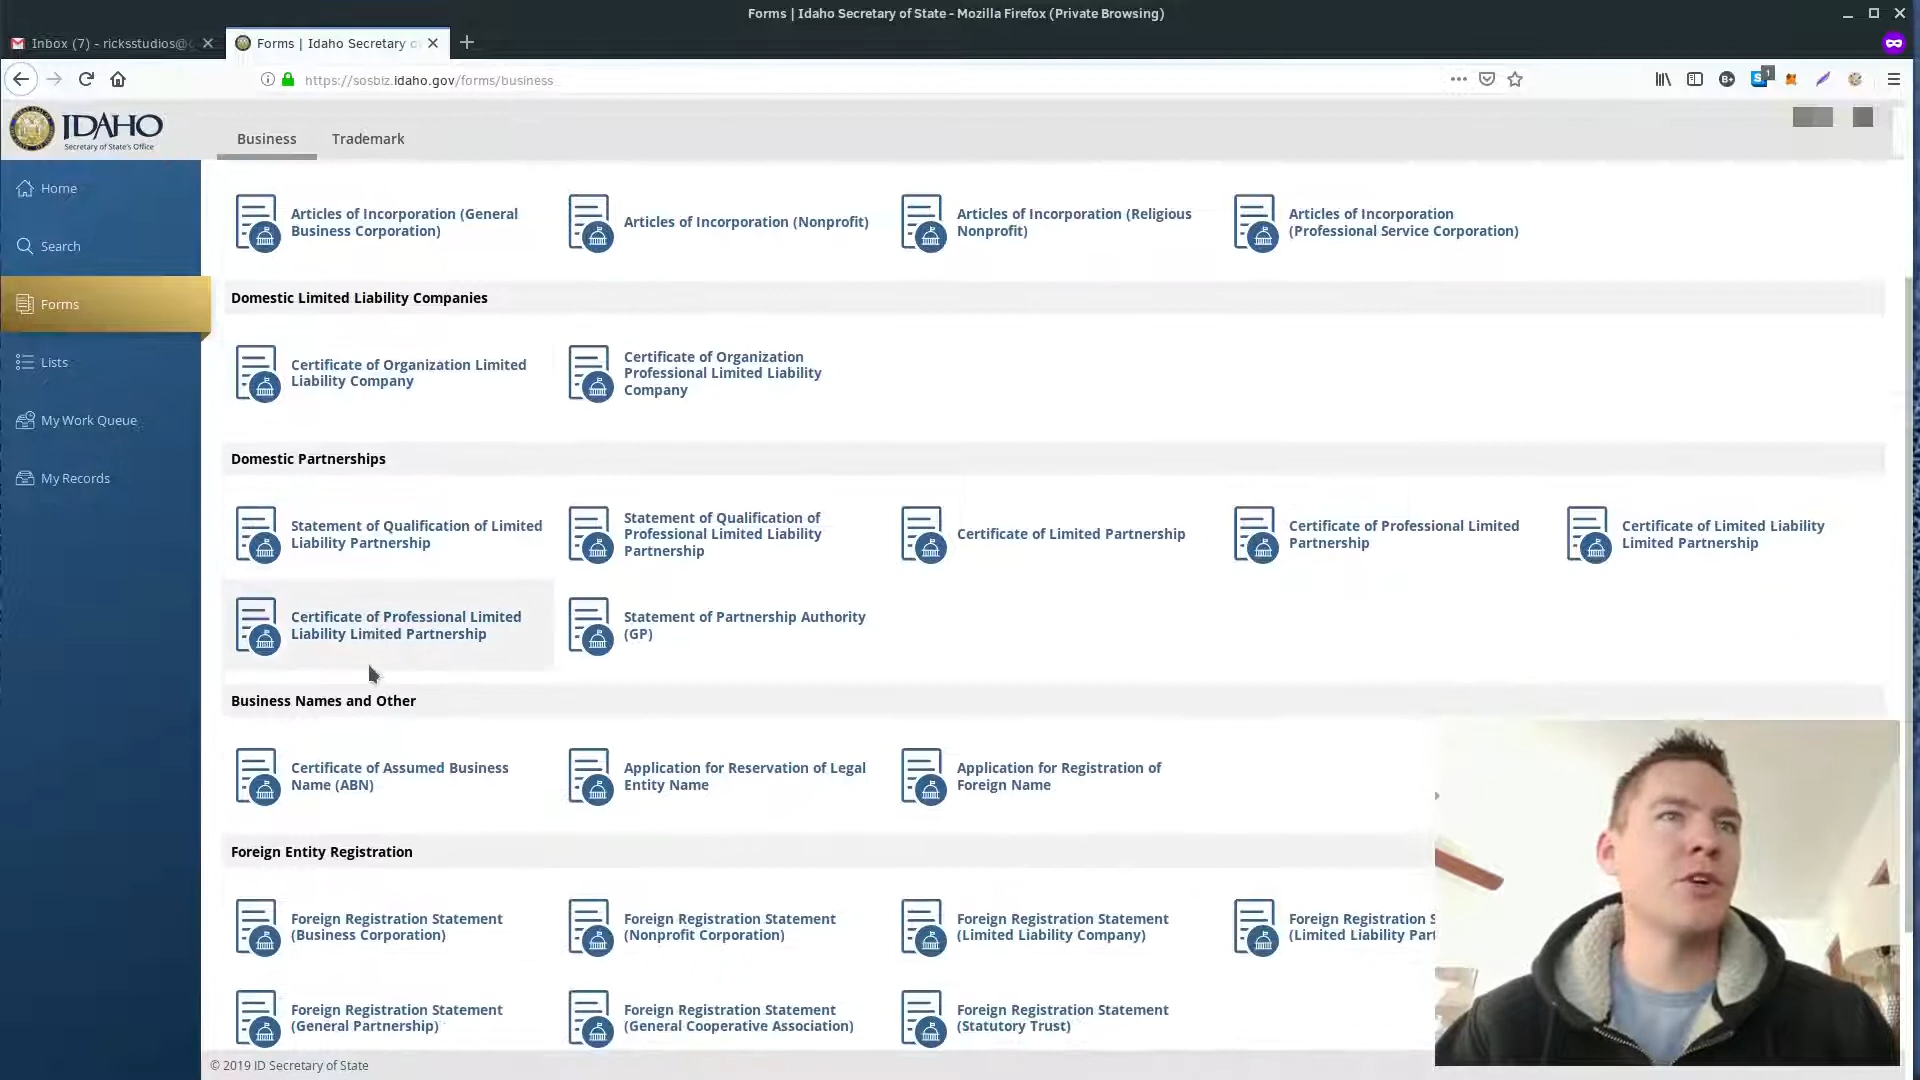 Forms | Idaho Secretary of State - Mozilla Firefox (Private Browsing)
Inbox (7) - ricksstudios@
Forms | Idaho Secretary o
https://sosbiz.idaho.gov/forms/business
IDAHO
Secretary of State's Office
Business
Trademark
Home
Search
Forms
Lists
My Work Queue
My Records
Articles of Incorporation (General
Business Corporation)
Articles of Incorporation (Nonprofit)
Articles of Incorporation (Religious
Nonprofit)
Articles of Incorporation
(Professional Service Corporation)
Domestic Limited Liability Companies
Certificate of Organization Limited
Liability Company
Certificate of Organization
Professional Limited Liability
Company
Domestic Partnerships
Statement of Qualification of Limited
Liability Partnership
Statement of Qualification of
Professional Limited Liability
Partnership
Certificate of Limited Partnership
Certificate of Professional Limited
Partnership
Certificate of Limited Liability
Limited Partnership
Certificate of Professional Limited
Liability Limited Partnership
Statement of Partnership Authority
(GP)
Business Names and Other
Certificate of Assumed Business
Name (ABN)
Application for Reservation of Legal
Entity Name
Application for Registration of
Foreign Name
Foreign Entity Registration
Foreign Registration Statement
(Business Corporation)
Foreign Registration Statement
(Nonprofit Corporation)
Foreign Registration Statement
(Limited Liability Company)
Foreign Registration S
(Limited Liability Part
Foreign Registration Statement
(General Partnership)
Foreign Registration Statement
(General Cooperative Association)
Foreign Registration Statement
(Statutory Trust)
© 2019 ID Secretary of State